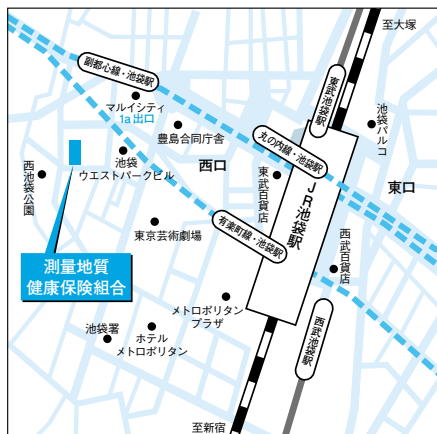 至大塚
副都心線・池袋駅
東武池袋駅
マルイシティ
1a出口
池袋パルコ
豊島合同庁舎
丸の内線・池袋駅
西口
池袋
ウエストパークビル
西池袋公園
東武百貨店
JR池袋駅
東口
東京芸術劇場
有楽町線・池袋駅
西武百貨店
測量地質
健康保険組合
メトロポリタン
プラザ
西武池袋駅
池袋署
ホテル
メトロポリタン
至新宿